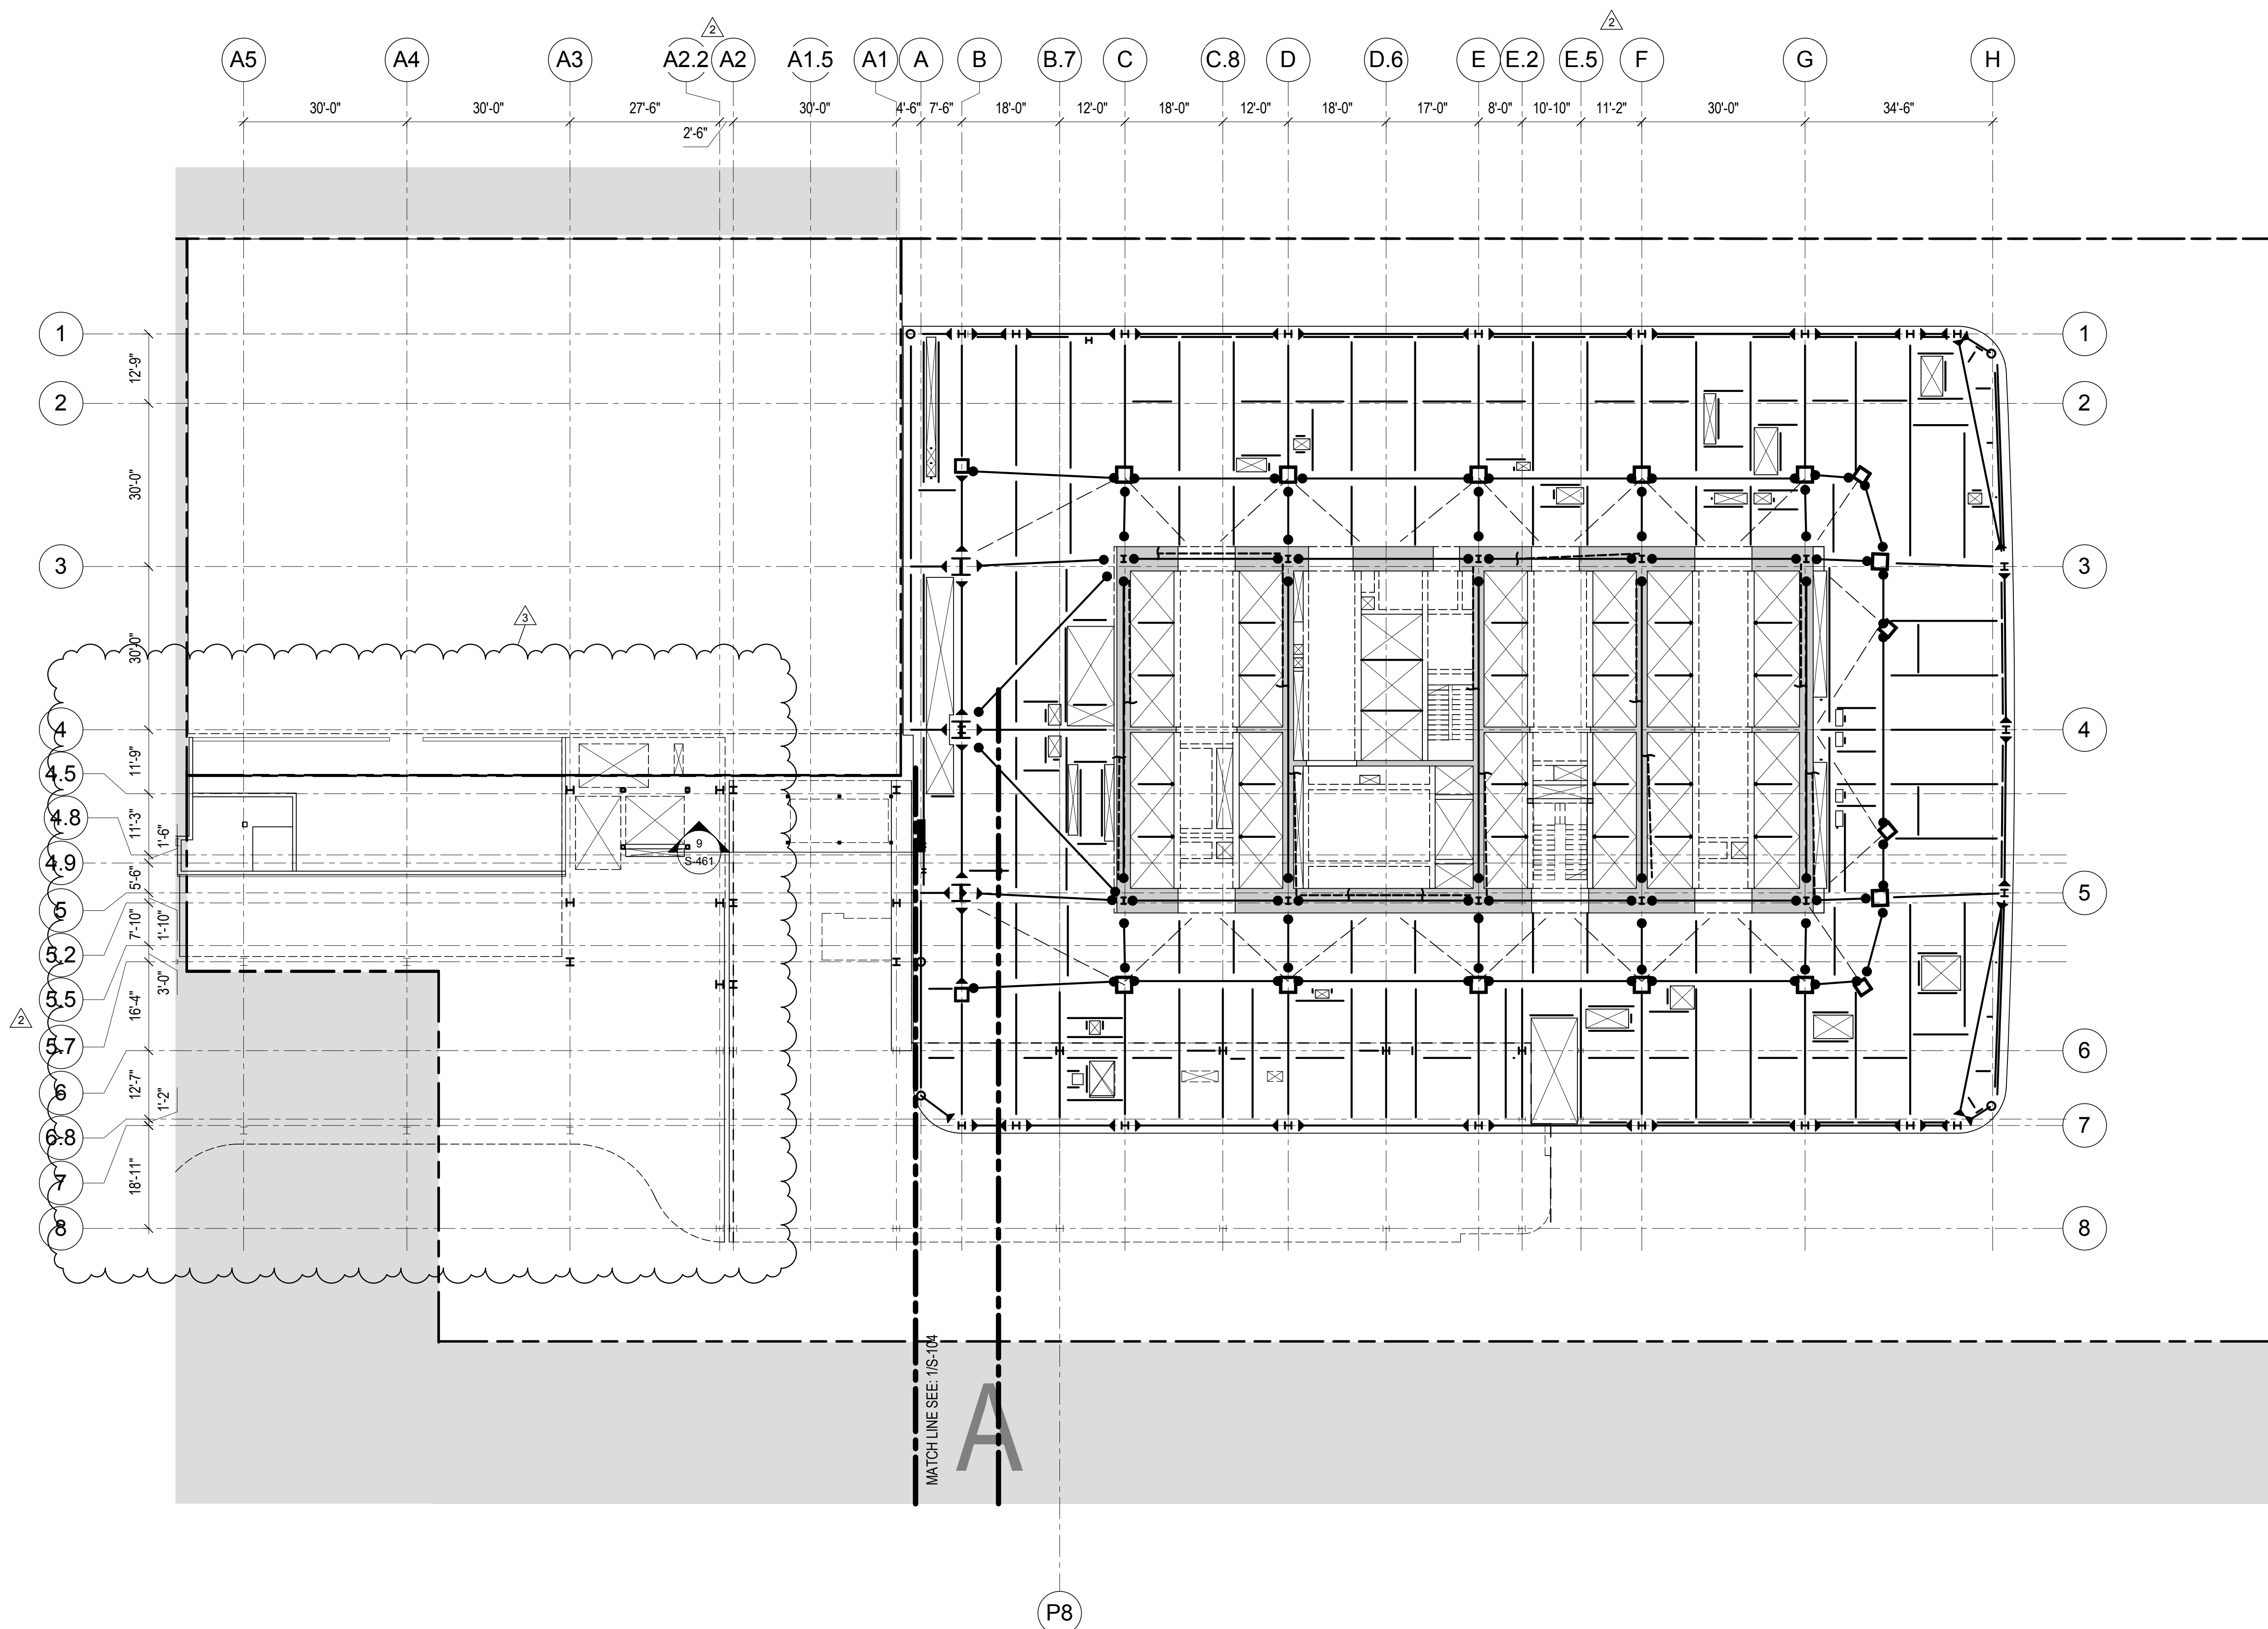 2
2
A5
A4
A3
A2.2
A2
A1.5
A1
A
B
B.7
C
C.8
D
D.6
E
E.2
E.5
F
G
H
30'-0"
30'-0"
27'-6"
2'-6"
30'-0"
4'-6"
7'-6"
18'-0"
12'-0"
18'-0"
12'-0"
18'-0"
17'-0"
8'-0"
10'-10"
11'-2"
30'-0"
34'-6"
1
1
12'-9"
2
2
30'-0"
3
3
3
30'-0"
4
4
11'-9"
4.5
4.8
11'-3"
1'-6"
9
S-461
4.9
5'-6"
5
5
7'-10"
1'-10"
5.2
3'-0"
5.5
16'-4"
2
5.7
6
6
12'-7"
1'-2"
6.8
7
7
18'-11"
8
8
MATCH LINE SEE: 1/S-104
A
P8